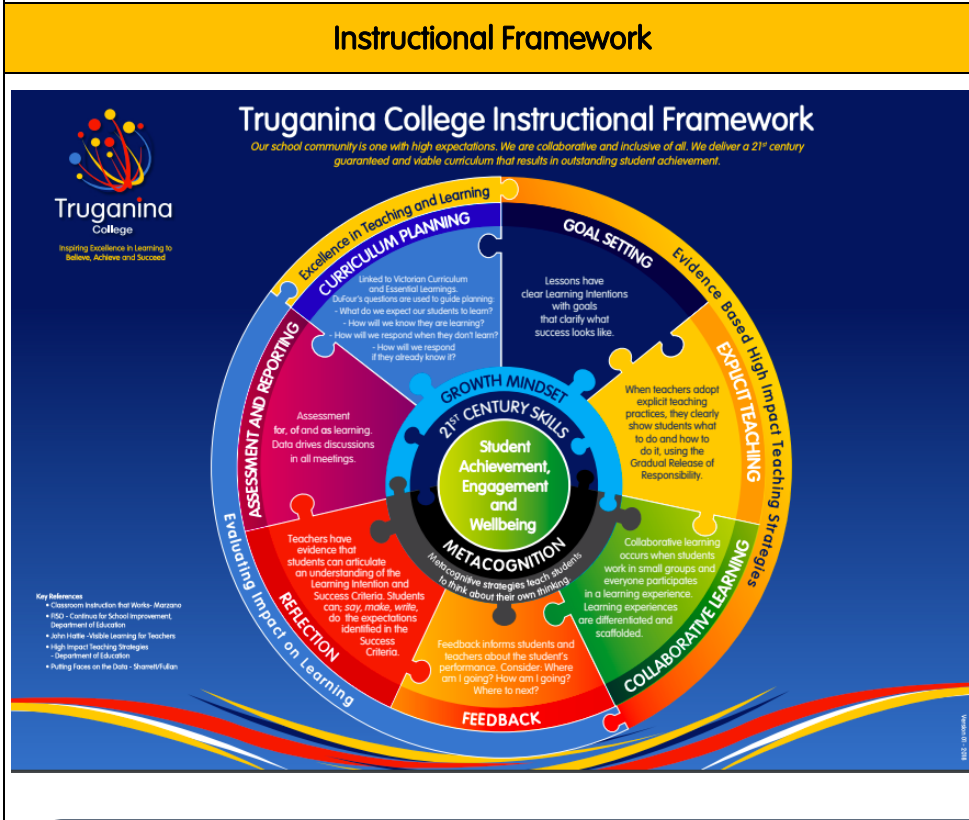 Instructional Framework
Truganina College Instructional Framework
Our school community is one with high expectations. We are collaborative and inclusive of all. We deliver a 21st century
guaranteed and viable curriculum that results in outstanding student achievement.
Truganina
College
Inspiring Excellence in Learning to
Believe, Achieve and Succeed
Excellence in Teaching and Learning
CURRICULUM PLANNING
Linked to Victorian Curriculum
and Essential Learnings.
DuFour's questions are used to guide planning:
- What do we expect our students to learn?
- How will we know they are learning?
- How will we respond when they don't learn?
- How will we respond
if they already know it?
GOAL SETTING
Lessons have
clear Learning Intentions
with goals
that clarify what
success looks like.
Evidence Based High Impact Teaching Strategies
EXPLICIT TEACHING
When teachers adopt
explicit teaching
practices, they clearly
show students what
to do and how to
do it, using the
Gradual Release of
Responsibility.
COLLABORATIVE LEARNING
Collaborative learning
occurs when students
work in small groups and
everyone participates
in a learning experience.
Learning experiences
are differentiated and
scaffolded.
FEEDBACK
Feedback informs students and
teachers about the student's
performance. Consider: Where
am I going? How am I going?
Where to next?
Evaluating Impact on Learning
REFLECTION
Teachers have
evidence that
students can articulate
an understanding of the
Learning Intention and
Success Criteria. Students
can; say, make, write,
do the expectations
identified in the
Success
Criteria.
ASSESSMENT AND REPORTING
Assessment
for, of and as learning.
Data drives discussions
in all meetings.
GROWTH MINDSET
21ST CENTURY SKILLS
Student
Achievement,
Engagement
and
Wellbeing
METACOGNITION
Metacognitive strategies teach students
to think about their own thinking.
Key References
• Classroom Instruction that Works- Marzano
• FISO - Continua for School Improvement,
Department of Education
• John Hattie -Visible Learning for Teachers
• High Impact Teaching Strategies
- Department of Education
• Putting Faces on the Data - Sharrett/Fullan
Version 01 - 2018